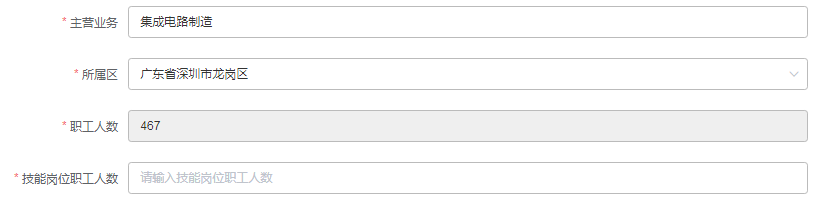 * 主营业务 集成电路制造
* 所属区 广东省深圳市龙岗区
* 职工人数 467
* 技能岗位职工人数 请输入技能岗位职工人数